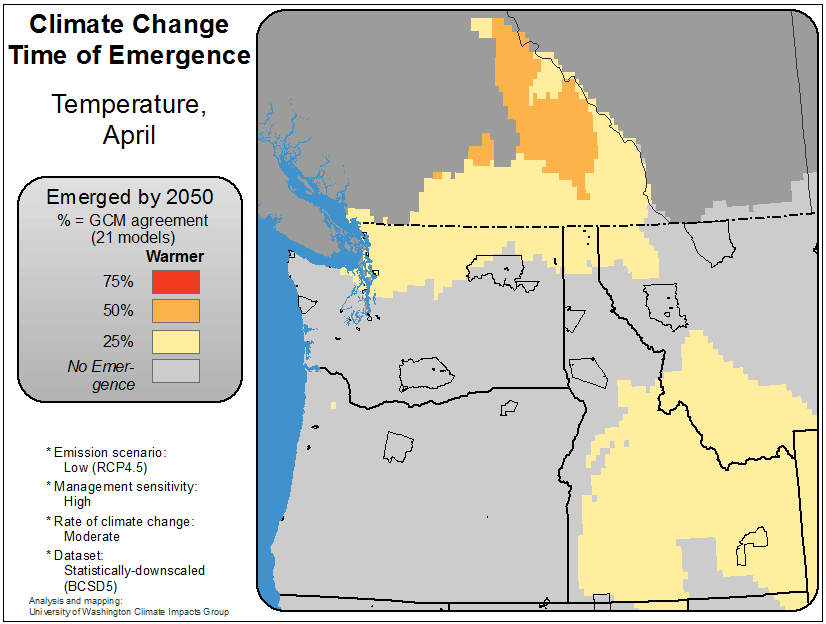 Climate Change
Time of Emergence
Temperature,
April
Emerged by 2050
% = GCM agreement
(21 models)
Warmer
75%
50%
25%
No Emer-
gence
* Emission scenario:
Low (RCP4.5)
* Management sensitivity:
High
* Rate of climate change:
Moderate
* Dataset:
Statistically-downscaled
(BCSD5)
Analysis and mapping:
University of Washington Climate Impacts Group